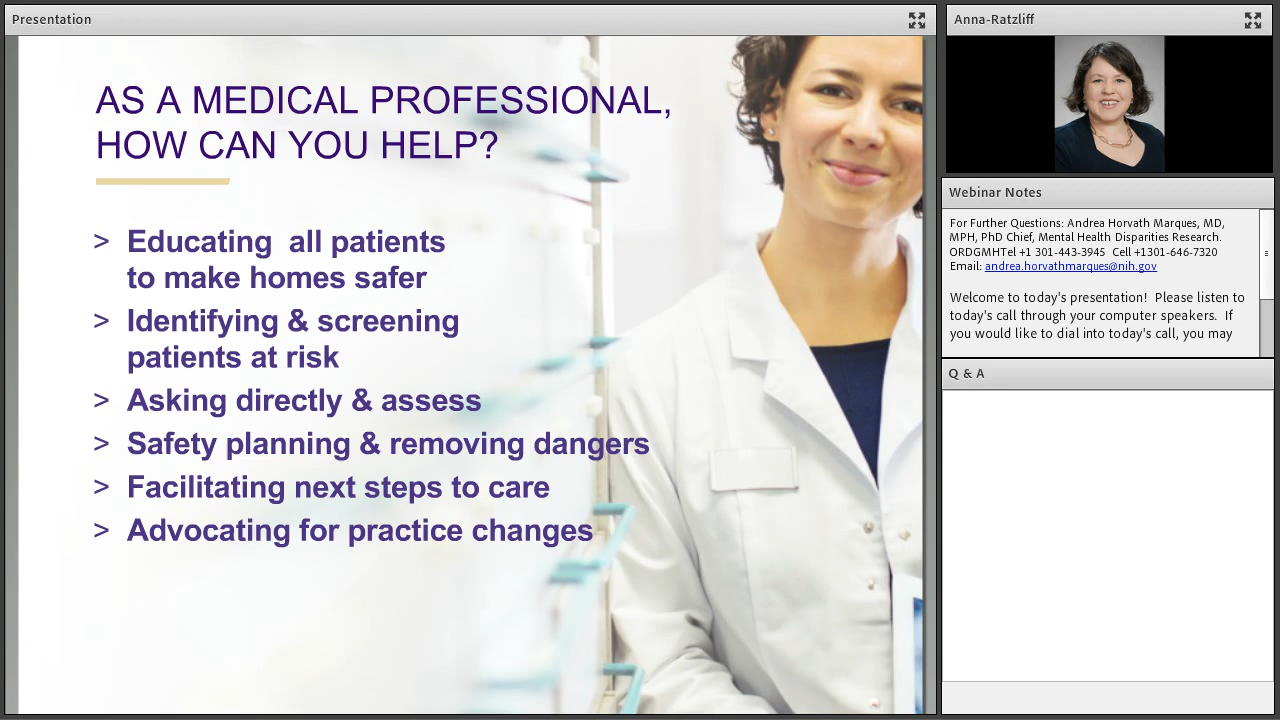 Presentation
AS A MEDICAL PROFESSIONAL,
HOW CAN YOU HELP?
> Educating  all patients
to make homes safer
> Identifying & screening
patients at risk
> Asking directly & assess
> Safety planning & removing dangers
> Facilitating next steps to care
> Advocating for practice changes
Anna-Ratzliff
Webinar Notes
For Further Questions: Andrea Horvath Marques, MD,
MPH, PhD Chief, Mental Health Disparities Research.
ORDGMHTel +1 301-443-3945  Cell +1301-646-7320
Email: andrea.horvathmarques@nih.gov
Welcome to today's presentation!  Please listen to
today's call through your computer speakers.  If
you would like to dial into today's call, you may
Q & A